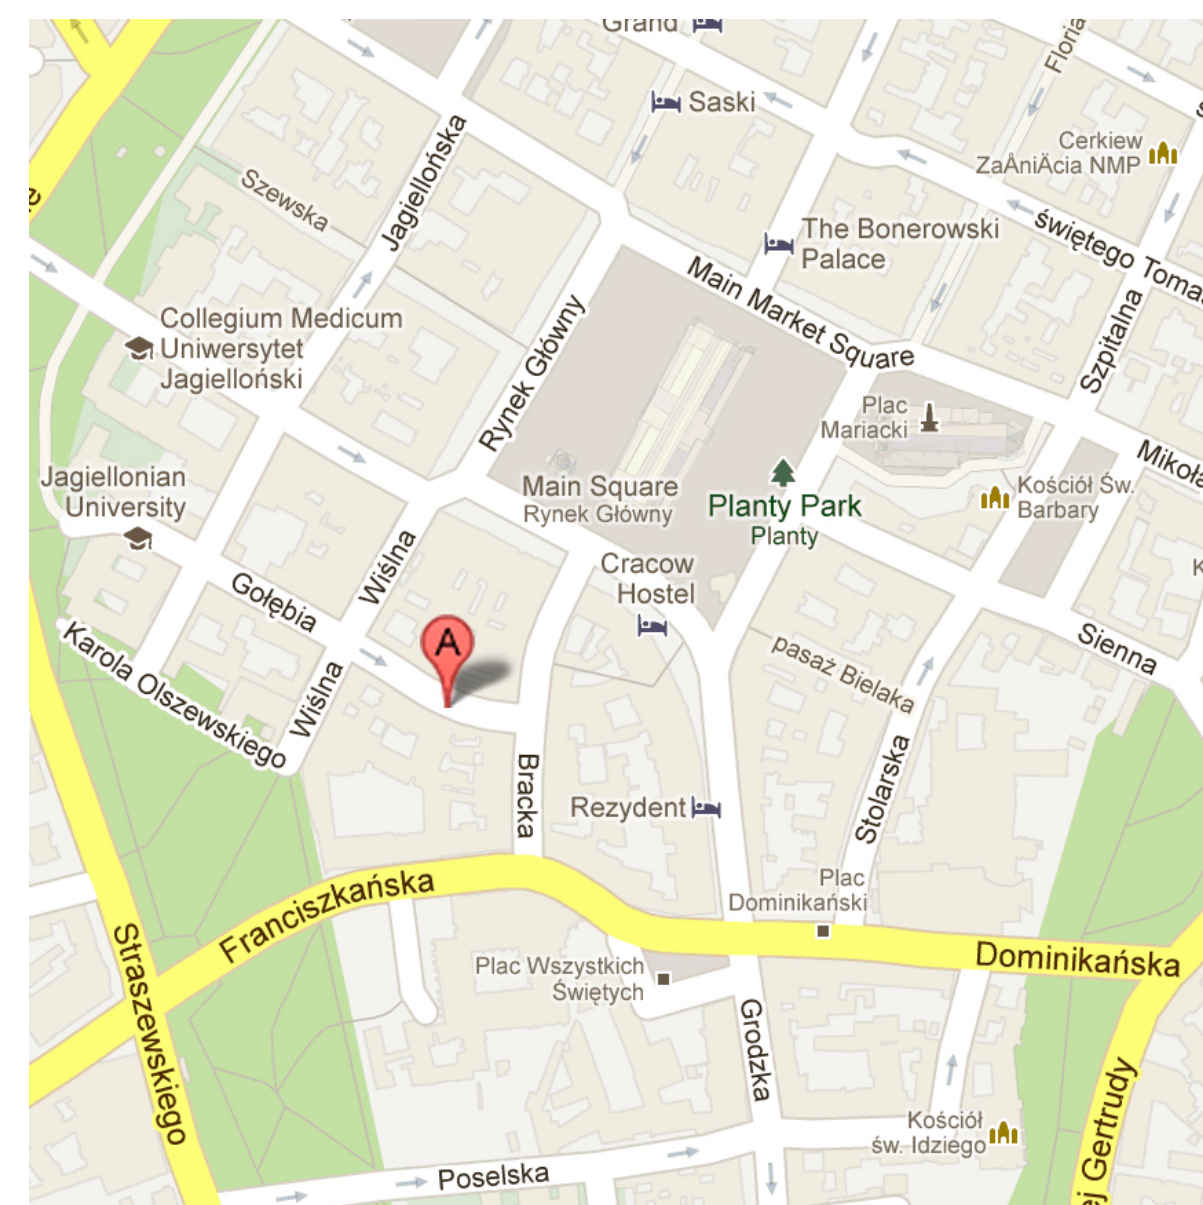 Grand
Saski
Floria
Cerkiew
ZaÅniÄcia NMP
Szewska
Jagiellońska
The Bonerowski
Palace
świętego Toma
Main Market Square
Collegium Medicum
Uniwersytet
Jagielloński
Rynek Główny
Szpitalna
Plac
Mariacki
Mikoła
Jagiellonian
University
Main Square
Rynek Główny
Planty Park
Planty
Kościół Św.
Barbary
Wiślna
Cracow
Hostel
K
Gołębia
A
Karola Olszewskiego
Wiślna
Sienna
pasaż Bielaka
Bracka
Rezydent
Stolarska
Plac
Dominikański
Franciszkańska
Straszewskiego
Dominikańska
Plac Wszystkich
Świętych
Grodzka
Kościół
św. Idziego
Poselska
ej Gertrudy